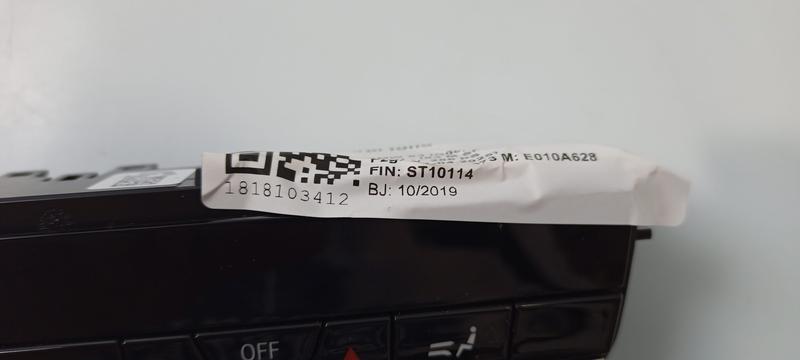 M: E010A628
FIN: ST10114
1818103412
BJ: 10/2019
OFF